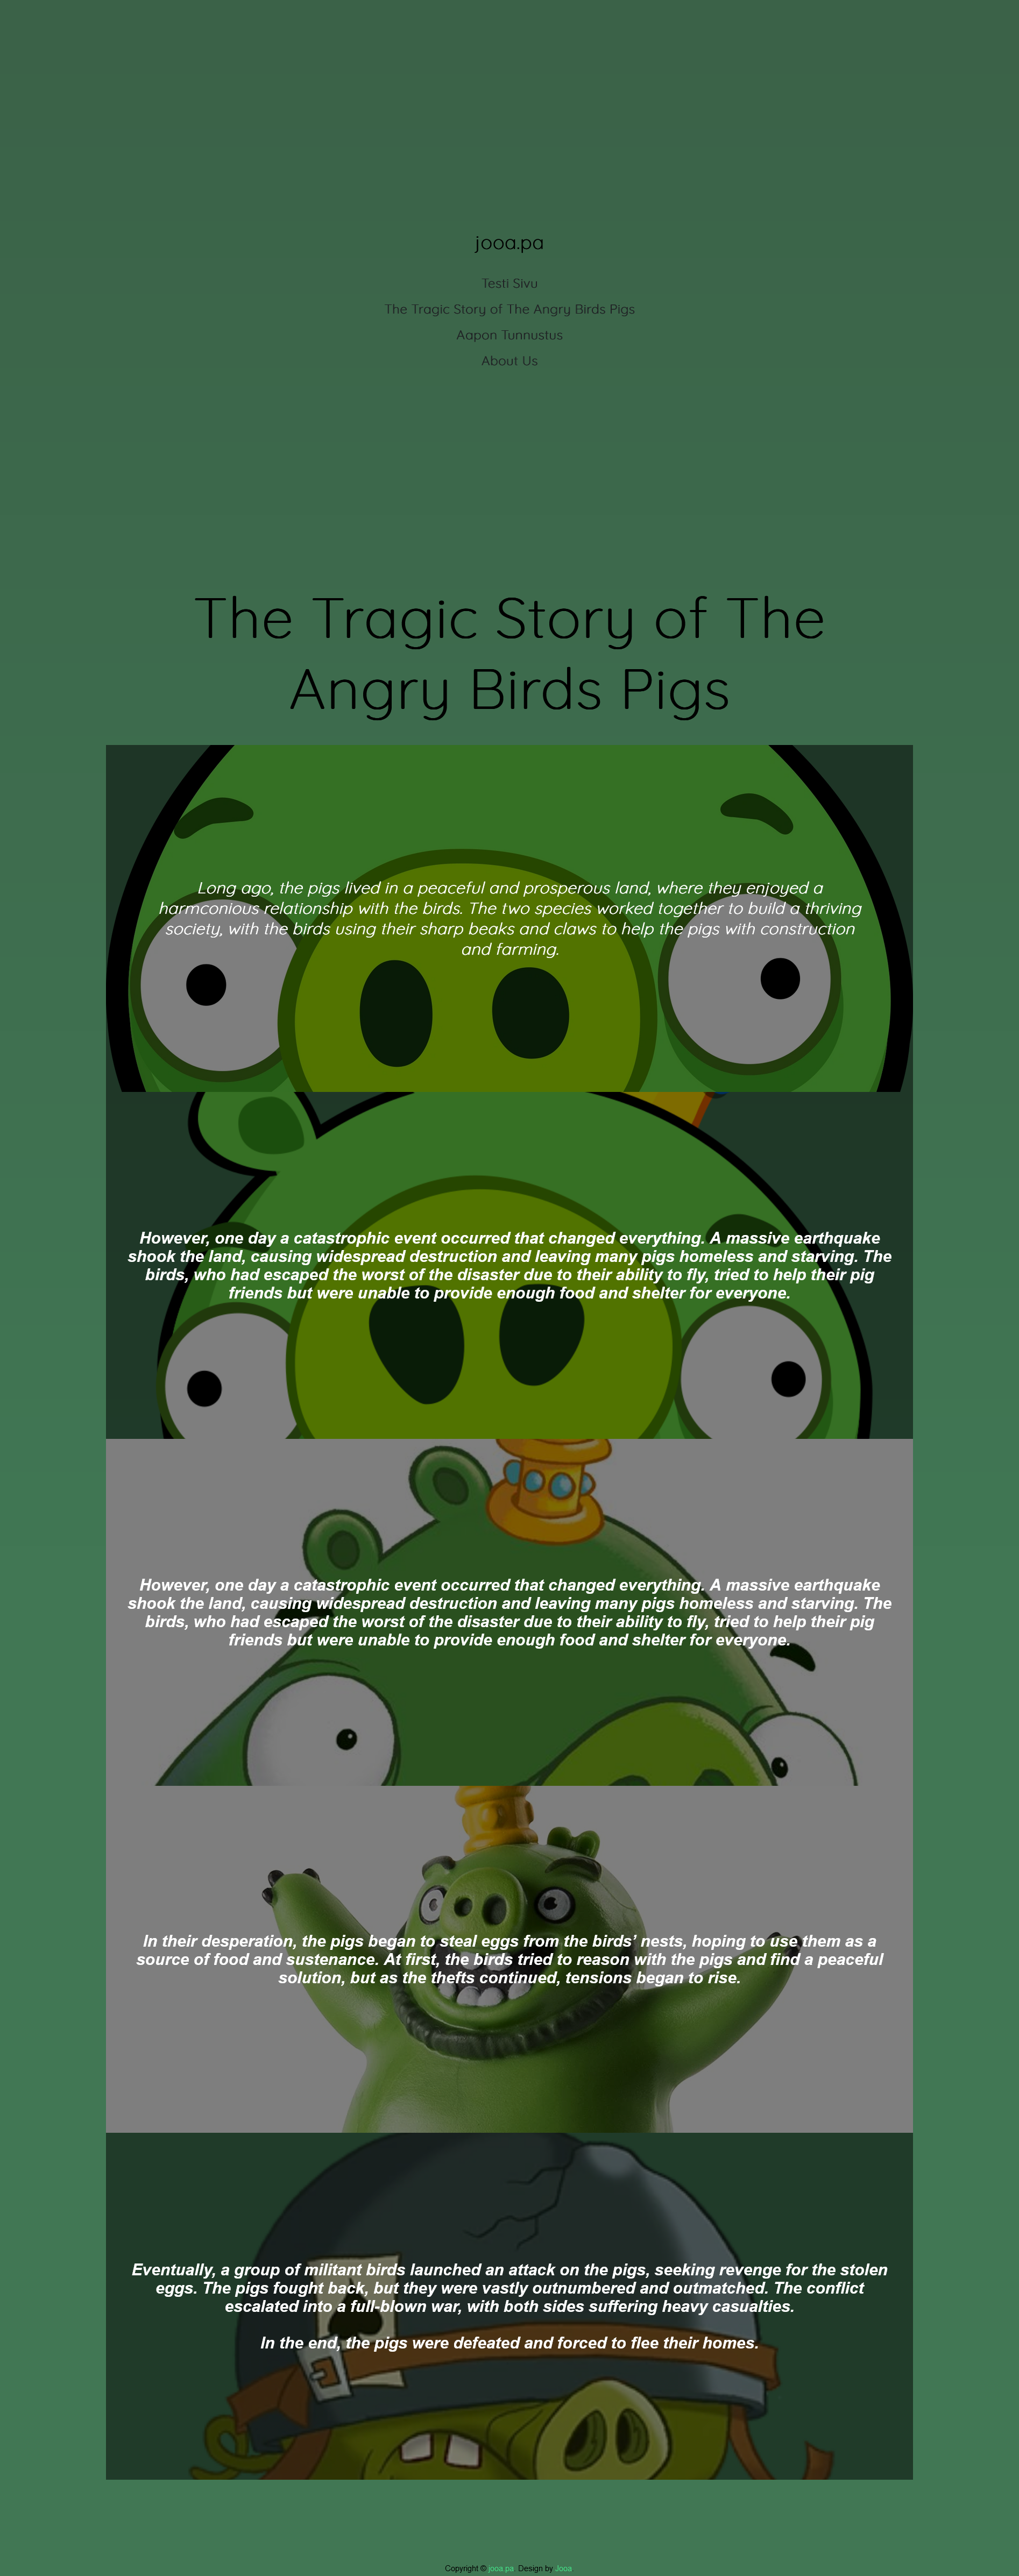 jooa.pa
Testi Sivu
The Tragic Story of The Angry Birds Pigs
Aapon Tunnustus
About Us
The Tragic Story of The
Angry Birds Pigs
Long ago, the pigs lived in a peaceful and prosperous land, where they enjoyed a
harmconious relationship with the birds. The two species worked together to build a thriving
society, with the birds using their sharp beaks and claws to help the pigs with construction
and farming.
However, one day a catastrophic event occurred that changed everything. A massive earthquake
shook the land, causing widespread destruction and leaving many pigs homeless and starving. The
birds, who had escaped the worst of the disaster due to their ability to fly, tried to help their pig
friends but were unable to provide enough food and shelter for everyone.
However, one day a catastrophic event occurred that changed everything. A massive earthquake
shook the land, causing widespread destruction and leaving many pigs homeless and starving. The
birds, who had escaped the worst of the disaster due to their ability to fly, tried to help their pig
friends but were unable to provide enough food and shelter for everyone.
In their desperation, the pigs began to steal eggs from the birds’ nests, hoping to use them as a
source of food and sustenance. At first, the birds tried to reason with the pigs and find a peaceful
solution, but as the thefts continued, tensions began to rise.
Eventually, a group of militant birds launched an attack on the pigs, seeking revenge for the stolen
eggs. The pigs fought back, but they were vastly outnumbered and outmatched. The conflict
escalated into a full-blown war, with both sides suffering heavy casualties.
In the end, the pigs were defeated and forced to flee their homes.
Copyright © jooa.pa Design by Jooa